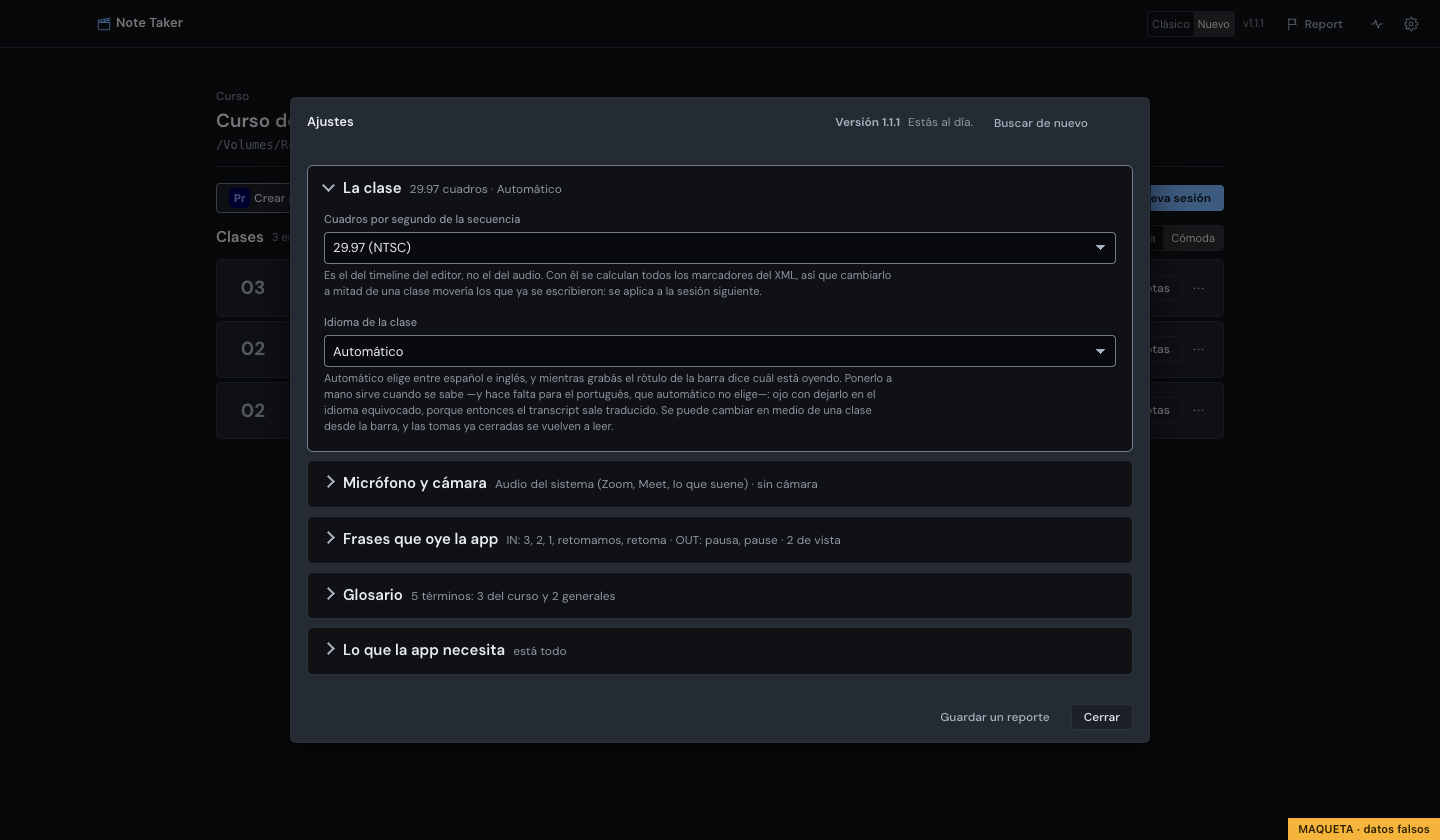 Note Taker
Clásico Nuevo v1.1.1 Report
Curso
Curso d
/Volumes/R
Pr Crear
eva sesión
Clases 3 e
a Cómoda
03
otas ···
02
otas ···
02
otas ···
Ajustes
Versión 1.1.1 Estás al día. Buscar de nuevo
La clase 29.97 cuadros · Automático
Cuadros por segundo de la secuencia
29.97 (NTSC)
Es el del timeline del editor, no el del audio. Con él se calculan todos los marcadores del XML, así que cambiarlo
a mitad de una clase movería los que ya se escribieron: se aplica a la sesión siguiente.
Idioma de la clase
Automático
Automático elige entre español e inglés, y mientras grabás el rótulo de la barra dice cuál está oyendo. Ponerlo a
mano sirve cuando se sabe —y hace falta para el portugués, que automático no elige—: ojo con dejarlo en el
idioma equivocado, porque entonces el transcript sale traducido. Se puede cambiar en medio de una clase
desde la barra, y las tomas ya cerradas se vuelven a leer.
Micrófono y cámara Audio del sistema (Zoom, Meet, lo que suene) · sin cámara
Frases que oye la app IN: 3, 2, 1, retomamos, retoma · OUT: pausa, pause · 2 de vista
Glosario 5 términos: 3 del curso y 2 generales
Lo que la app necesita está todo
Guardar un reporte Cerrar
MAQUETA · datos falsos